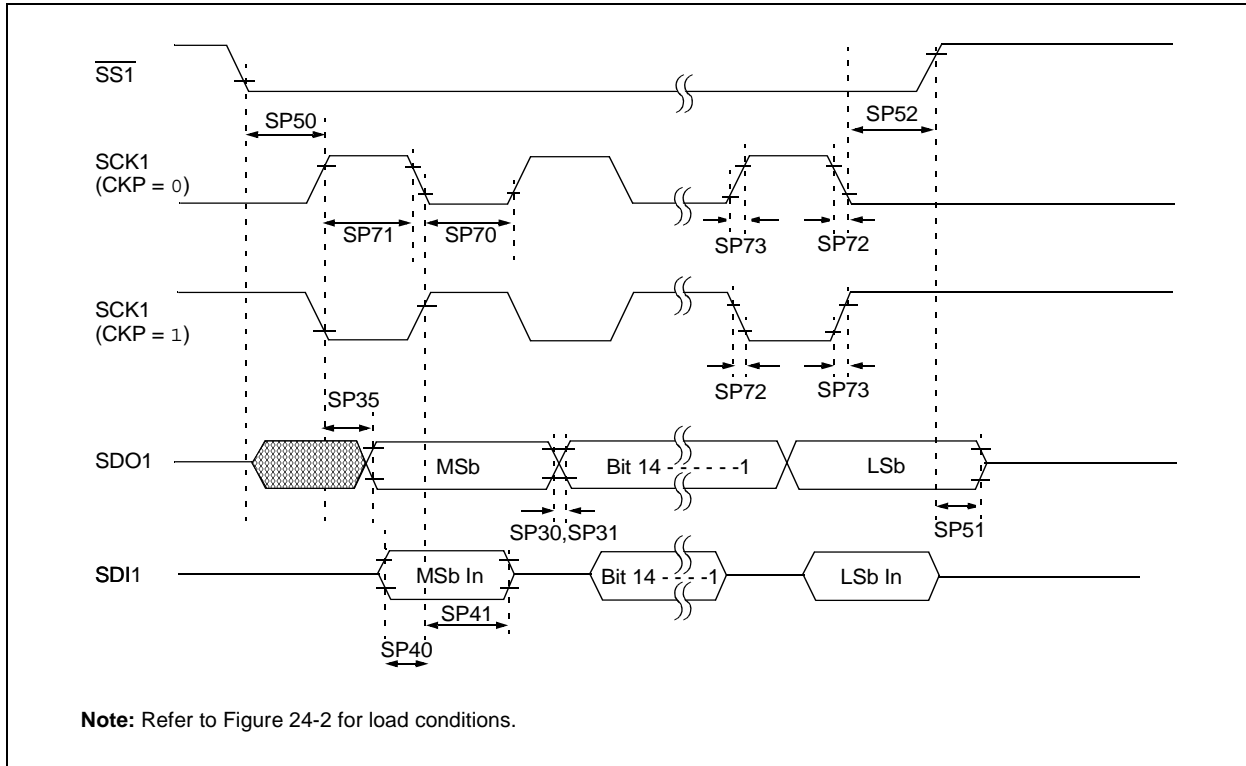 SS1
SP50
SP52
SCK1
(CKP = 0)
SP71
SP70
SP73
SP72
SCK1
(CKP = 1)
SP72
SP73
SP35
SDO1
MSb
Bit 14 - - - - - -1
LSb
SP30,SP31
SP51
SDI1
MSb In
Bit 14 - - - - -1
LSb In
SP41
SP40
Note: Refer to Figure 24-2 for load conditions.